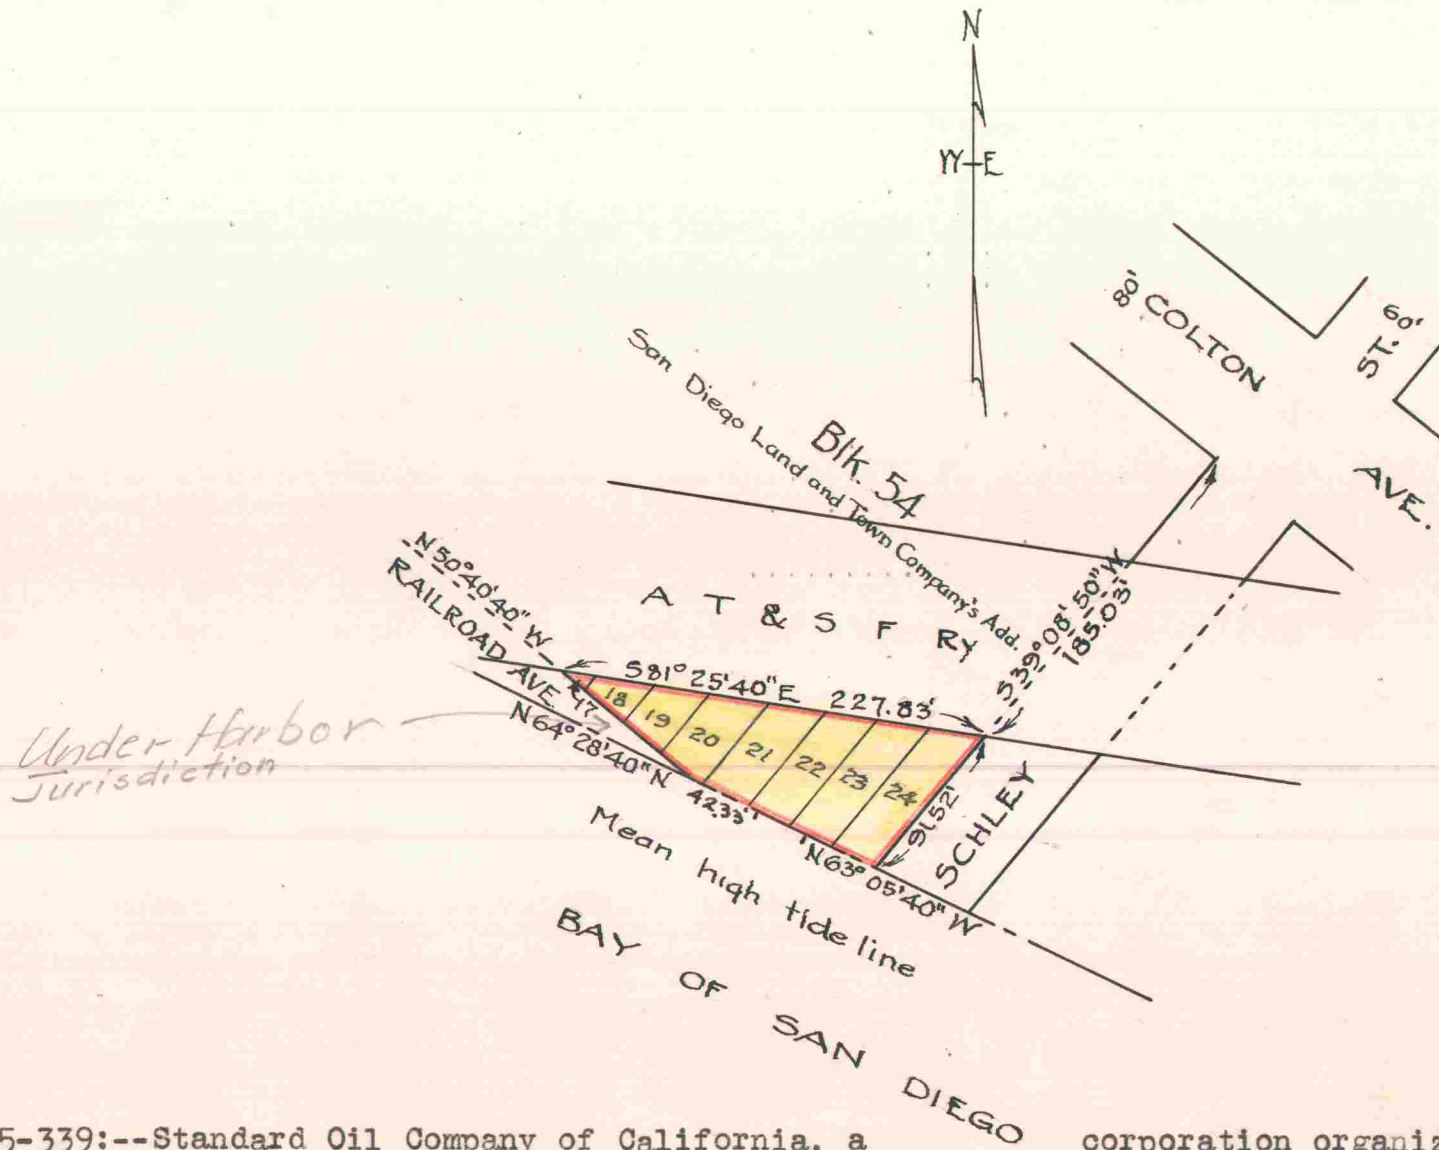 N
W E
80' COLTON
AVE.
60'
ST.
San Diego Land and Town Company's Add.
Blk. 54
N 50°40'40" W
RAILROAD AVE.
A T & S F RY
S 39°08'50" W
185.03'
S 81°25'40" E 227.83'
17
18
19
20
21
22
23
24
N 64°28'40" N
42.33'
91.52'
SCHLEY
N 63°05'40" W
Under Harbor
Jurisdiction
Mean high tide line
BAY OF SAN DIEGO
5-339:--Standard Oil Company of California, a corporation organiz